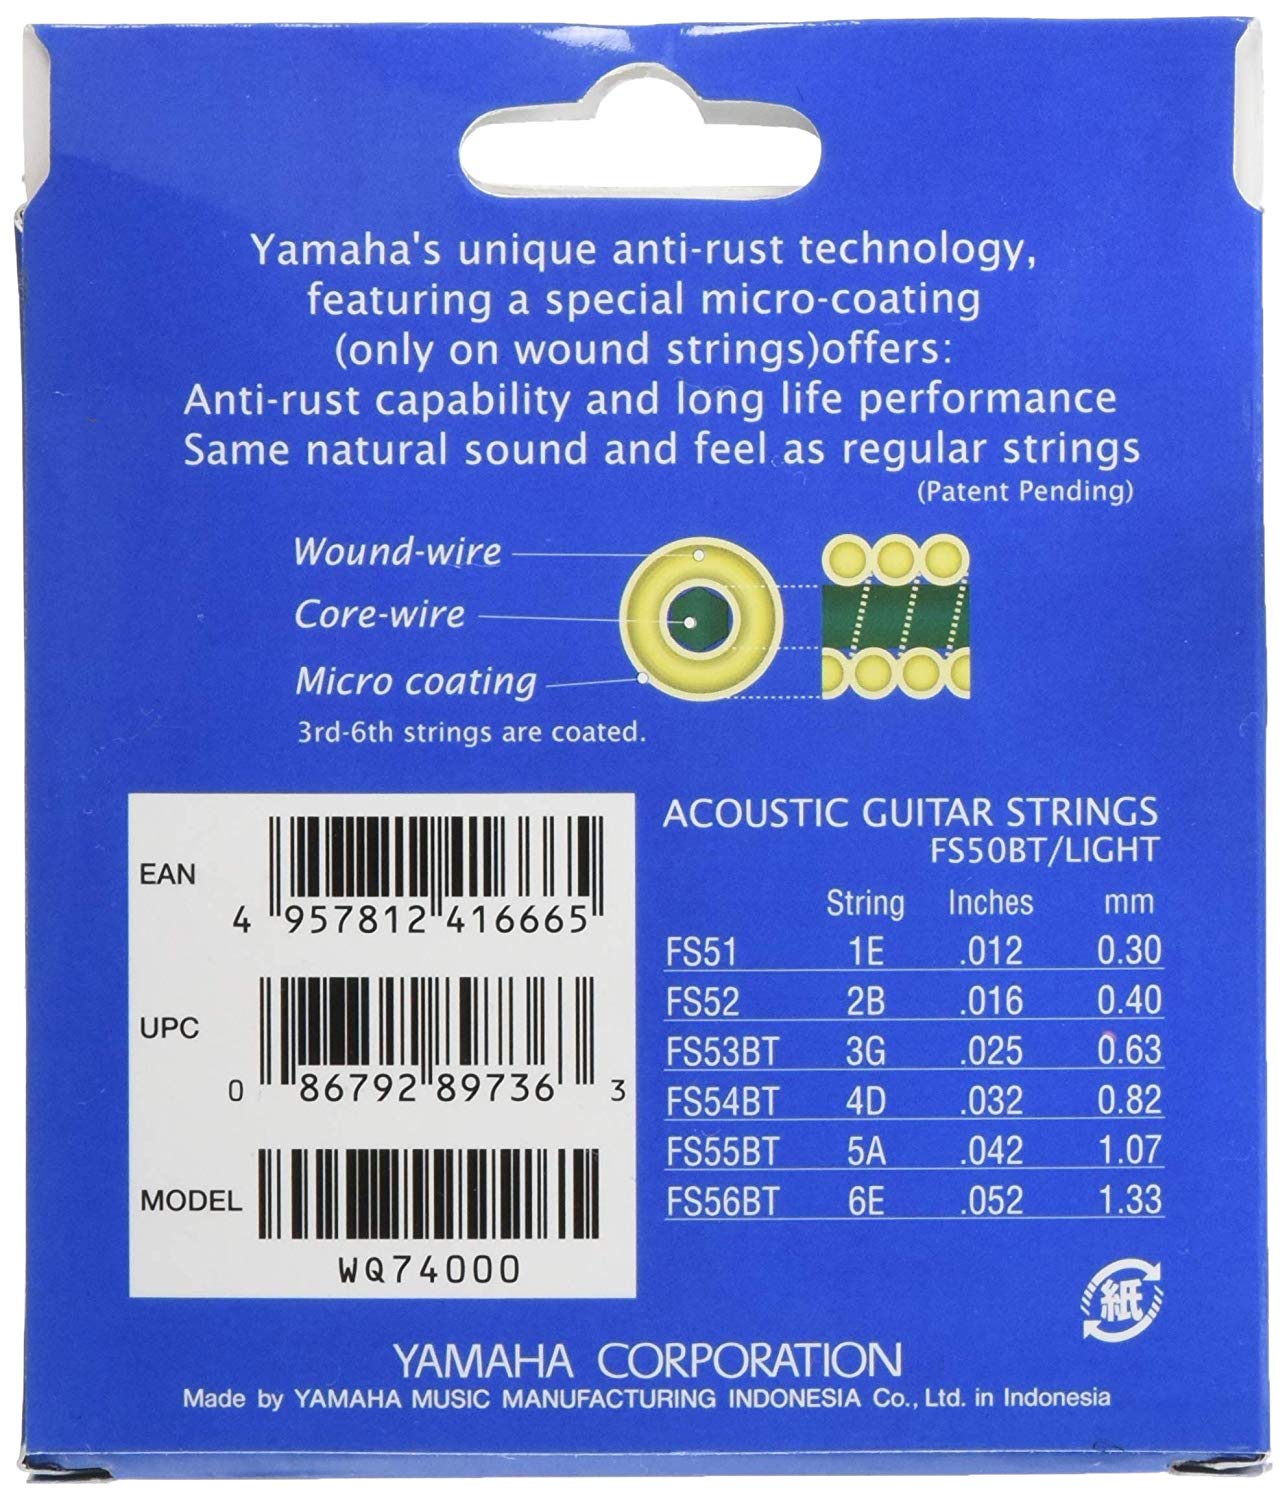 Yamaha's unique anti-rust technology,
featuring a special micro-coating
(only on wound strings)offers:
Anti-rust capability and long life performance
Same natural sound and feel as regular strings
(Patent Pending)
Wound-wire
Core-wire
Micro coating
3rd-6th strings are coated.
EAN
4 957812 416665
UPC
0 86792 89736 3
MODEL
WQ74000
ACOUSTIC GUITAR STRINGS
FS50BT/LIGHT
String Inches mm
FS51 1E .012 0.30
FS52 2B .016 0.40
FS53BT 3G .025 0.63
FS54BT 4D .032 0.82
FS55BT 5A .042 1.07
FS56BT 6E .052 1.33
紙
YAMAHA CORPORATION
Made by YAMAHA MUSIC MANUFACTURING INDONESIA Co., Ltd. in Indonesia